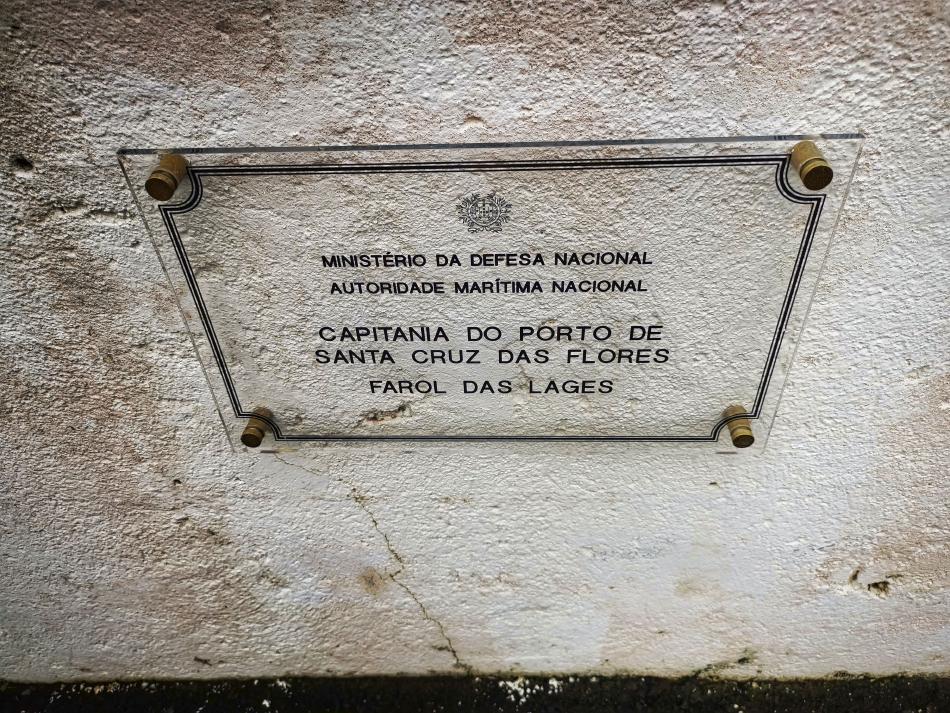 MINISTÉRIO DA DEFESA NACIONAL
AUTORIDADE MARÍTIMA NACIONAL
CAPITANIA DO PORTO DE
SANTA CRUZ DAS FLORES
FAROL DAS LAGES